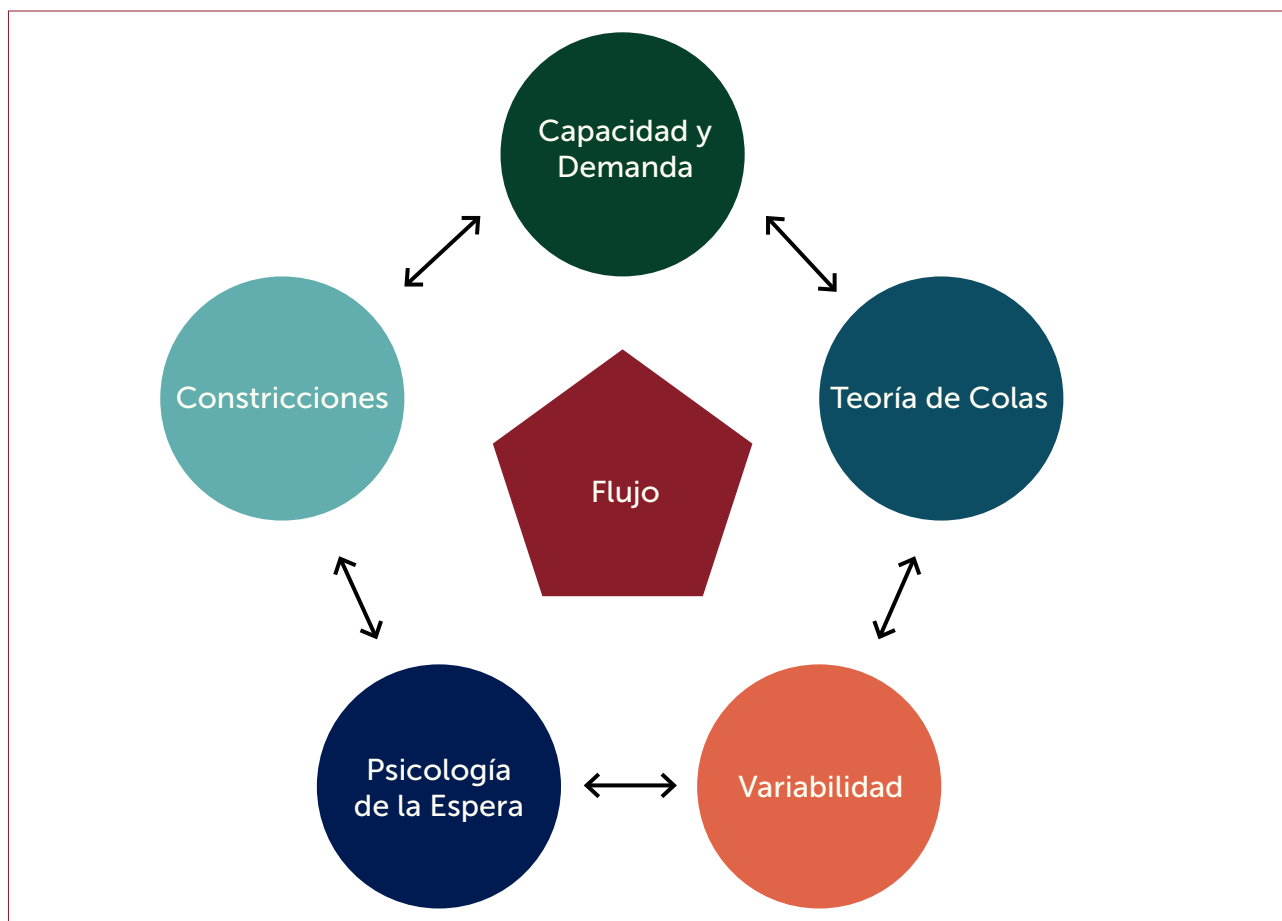 Capacidad y
Demanda
Constricciones
Teoría de Colas
Flujo
Psicología
de la Espera
Variabilidad